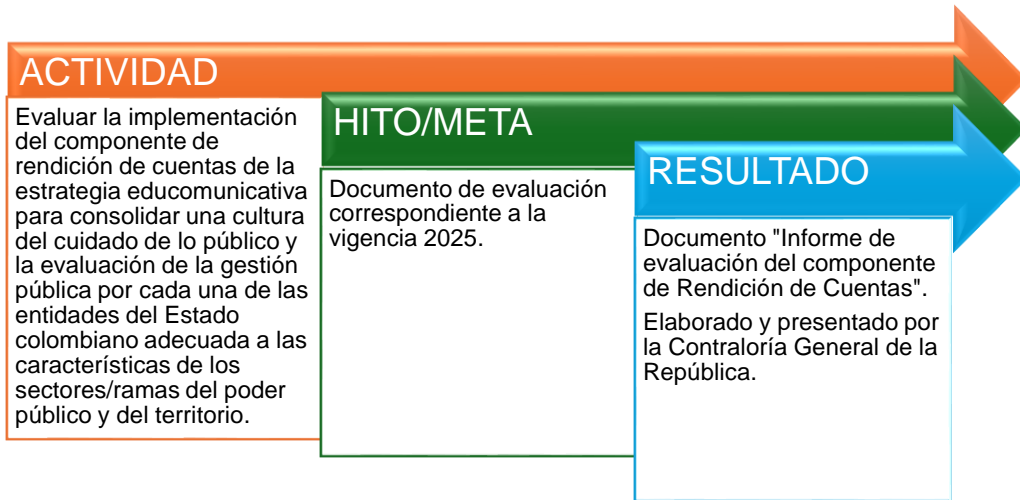 ACTIVIDAD
Evaluar la implementación
del componente de
rendición de cuentas de la
estrategia educomunicativa
para consolidar una cultura
del cuidado de lo público y
la evaluación de la gestión
pública por cada una de las
entidades del Estado
colombiano adecuada a las
características de los
sectores/ramas del poder
público y del territorio.
HITO/META
Documento de evaluación
correspondiente a la
vigencia 2025.
RESULTADO
Documento "Informe de
evaluación del componente
de Rendición de Cuentas".
Elaborado y presentado por
la Contraloría General de la
República.